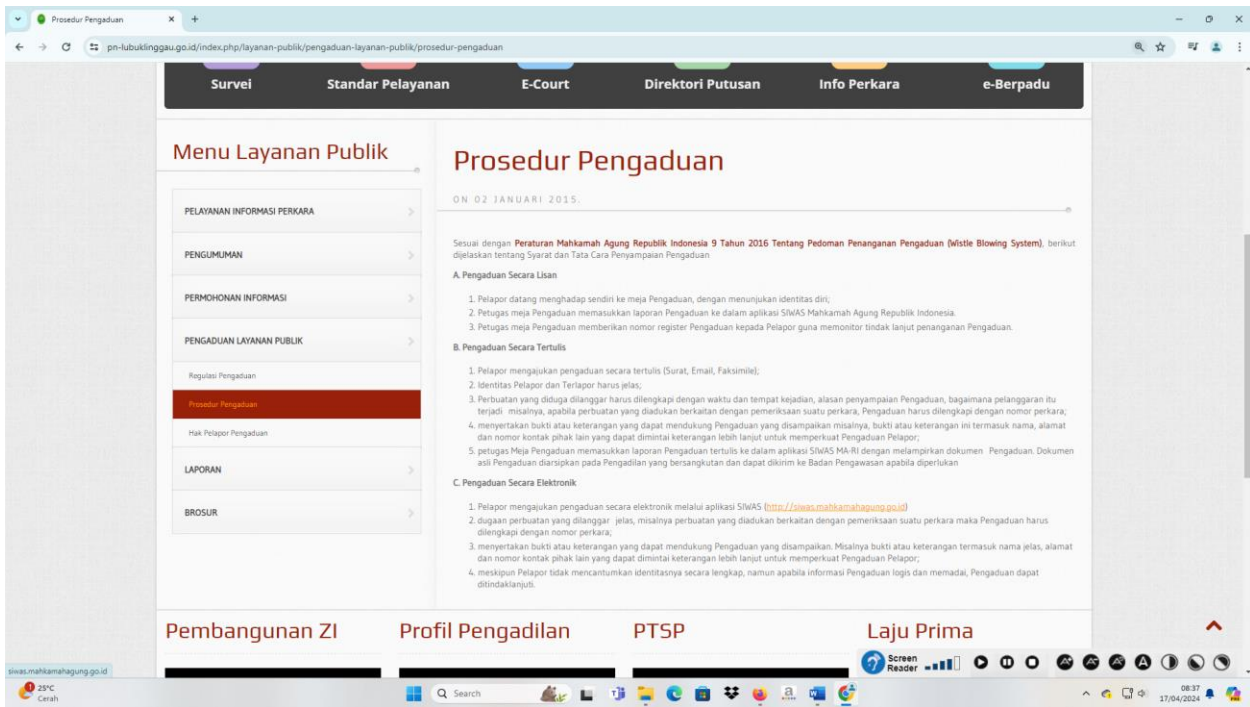 Prosedur Pengaduan
pn-lubuklinggau.go.id/index.php/layanan-publik/pengaduan-layanan-publik/prosedur-pengaduan
Survei
Standar Pelayanan
E-Court
Direktori Putusan
Info Perkara
e-Berpadu
Menu Layanan Publik
PELAYANAN INFORMASI PERKARA
PENGUMUMAN
PERMOHONAN INFORMASI
PENGADUAN LAYANAN PUBLIK
Regulasi Pengaduan
Prosedur Pengaduan
Hak Pelapor Pengaduan
LAPORAN
BROSUR
Prosedur Pengaduan
ON 02 JANUARI 2015.
Sesuai dengan Peraturan Mahkamah Agung Republik Indonesia 9 Tahun 2016 Tentang Pedoman Penanganan Pengaduan (Wistle Blowing System), berikut
dijelaskan tentang Syarat dan Tata Cara Penyampaian Pengaduan
A. Pengaduan Secara Lisan
1. Pelapor datang menghadap sendiri ke meja Pengaduan, dengan menunjukan identitas diri;
2. Petugas meja Pengaduan memasukkan laporan Pengaduan ke dalam aplikasi SIWAS Mahkamah Agung Republik Indonesia.
3. Petugas meja Pengaduan memberikan nomor register Pengaduan kepada Pelapor guna memonitor tindak lanjut penanganan Pengaduan.
B. Pengaduan Secara Tertulis
1. Pelapor mengajukan pengaduan secara tertulis (Surat, Email, Faksimile);
2. Identitas Pelapor dan Terlapor harus jelas;
3. Perbuatan yang diduga dilanggar harus dilengkapi dengan waktu dan tempat kejadian, alasan penyampaian Pengaduan, bagaimana pelanggaran itu
terjadi misalnya, apabila perbuatan yang diadukan berkaitan dengan pemeriksaan suatu perkara, Pengaduan harus dilengkapi dengan nomor perkara;
4. menyertakan bukti atau keterangan yang dapat mendukung Pengaduan yang disampaikan misalnya, bukti atau keterangan ini termasuk nama, alamat
dan nomor kontak pihak lain yang dapat dimintai keterangan lebih lanjut untuk memperkuat Pengaduan Pelapor;
5. petugas Meja Pengaduan memasukkan laporan Pengaduan tertulis ke dalam aplikasi SIWAS MA-RI dengan melampirkan dokumen Pengaduan. Dokumen
asli Pengaduan diarsipkan pada Pengadilan yang bersangkutan dan dapat dikirim ke Badan Pengawasan apabila diperlukan
C. Pengaduan Secara Elektronik
1. Pelapor mengajukan pengaduan secara elektronik melalui aplikasi SIWAS (http://siwas.mahkamahagung.go.id)
2. dugaan perbuatan yang dilanggar jelas, misalnya perbuatan yang diadukan berkaitan dengan pemeriksaan suatu perkara maka Pengaduan harus
dilengkapi dengan nomor perkara;
3. menyertakan bukti atau keterangan yang dapat mendukung Pengaduan yang disampaikan. Misalnya bukti atau keterangan termasuk nama jelas, alamat
dan nomor kontak pihak lain yang dapat dimintai keterangan lebih lanjut untuk memperkuat Pengaduan Pelapor;
4. meskipun Pelapor tidak mencantumkan identitasnya secara lengkap, namun apabila informasi Pengaduan logis dan memadai, Pengaduan dapat
ditindaklanjuti.
Pembangunan ZI
Profil Pengadilan
PTSP
Laju Prima
Screen
Reader
siwas.mahkamahagung.go.id
25°C
Cerah
Search
08:37
17/04/2024